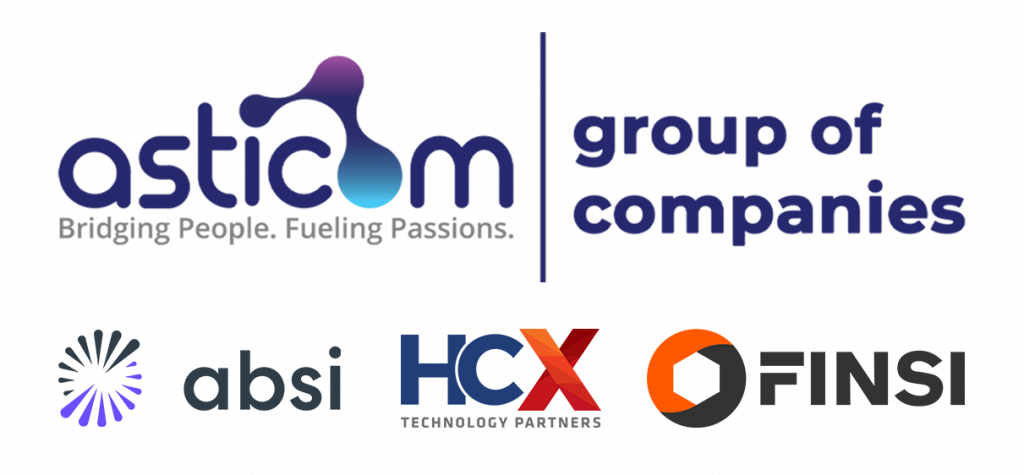 asticom
Bridging People. Fueling Passions.
group of
companies
absi
HCX
TECHNOLOGY PARTNERS
FINSI